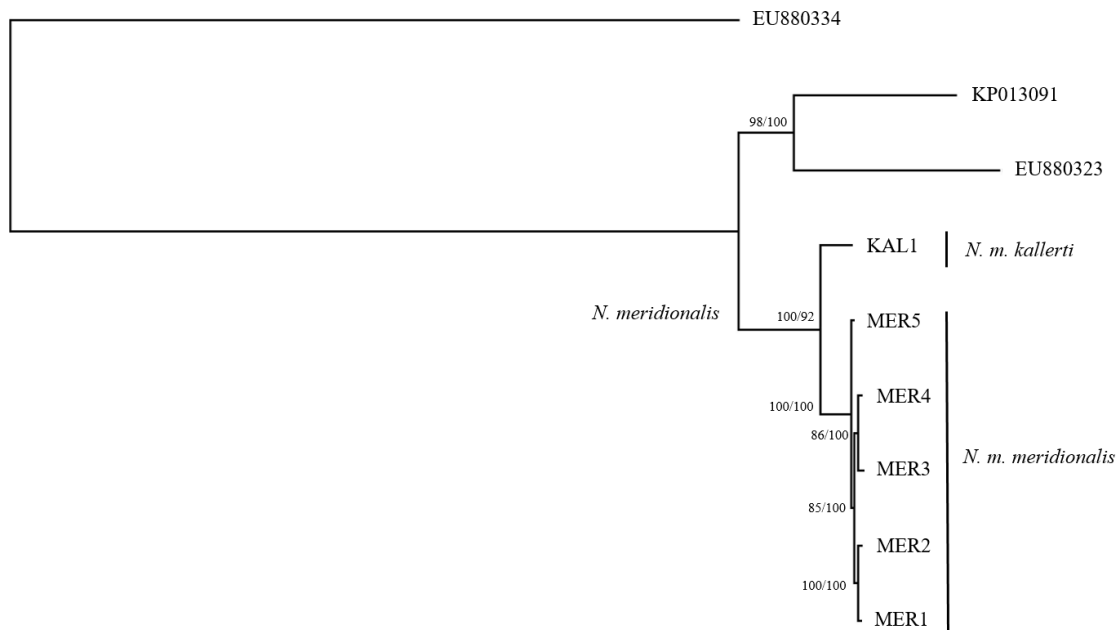 EU880334
KP013091
98/100
EU880323
KAL1
N. m. kallerti
N. meridionalis
100/92
MER5
MER4
100/100
86/100
N. m. meridionalis
MER3
85/100
MER2
100/100
MER1